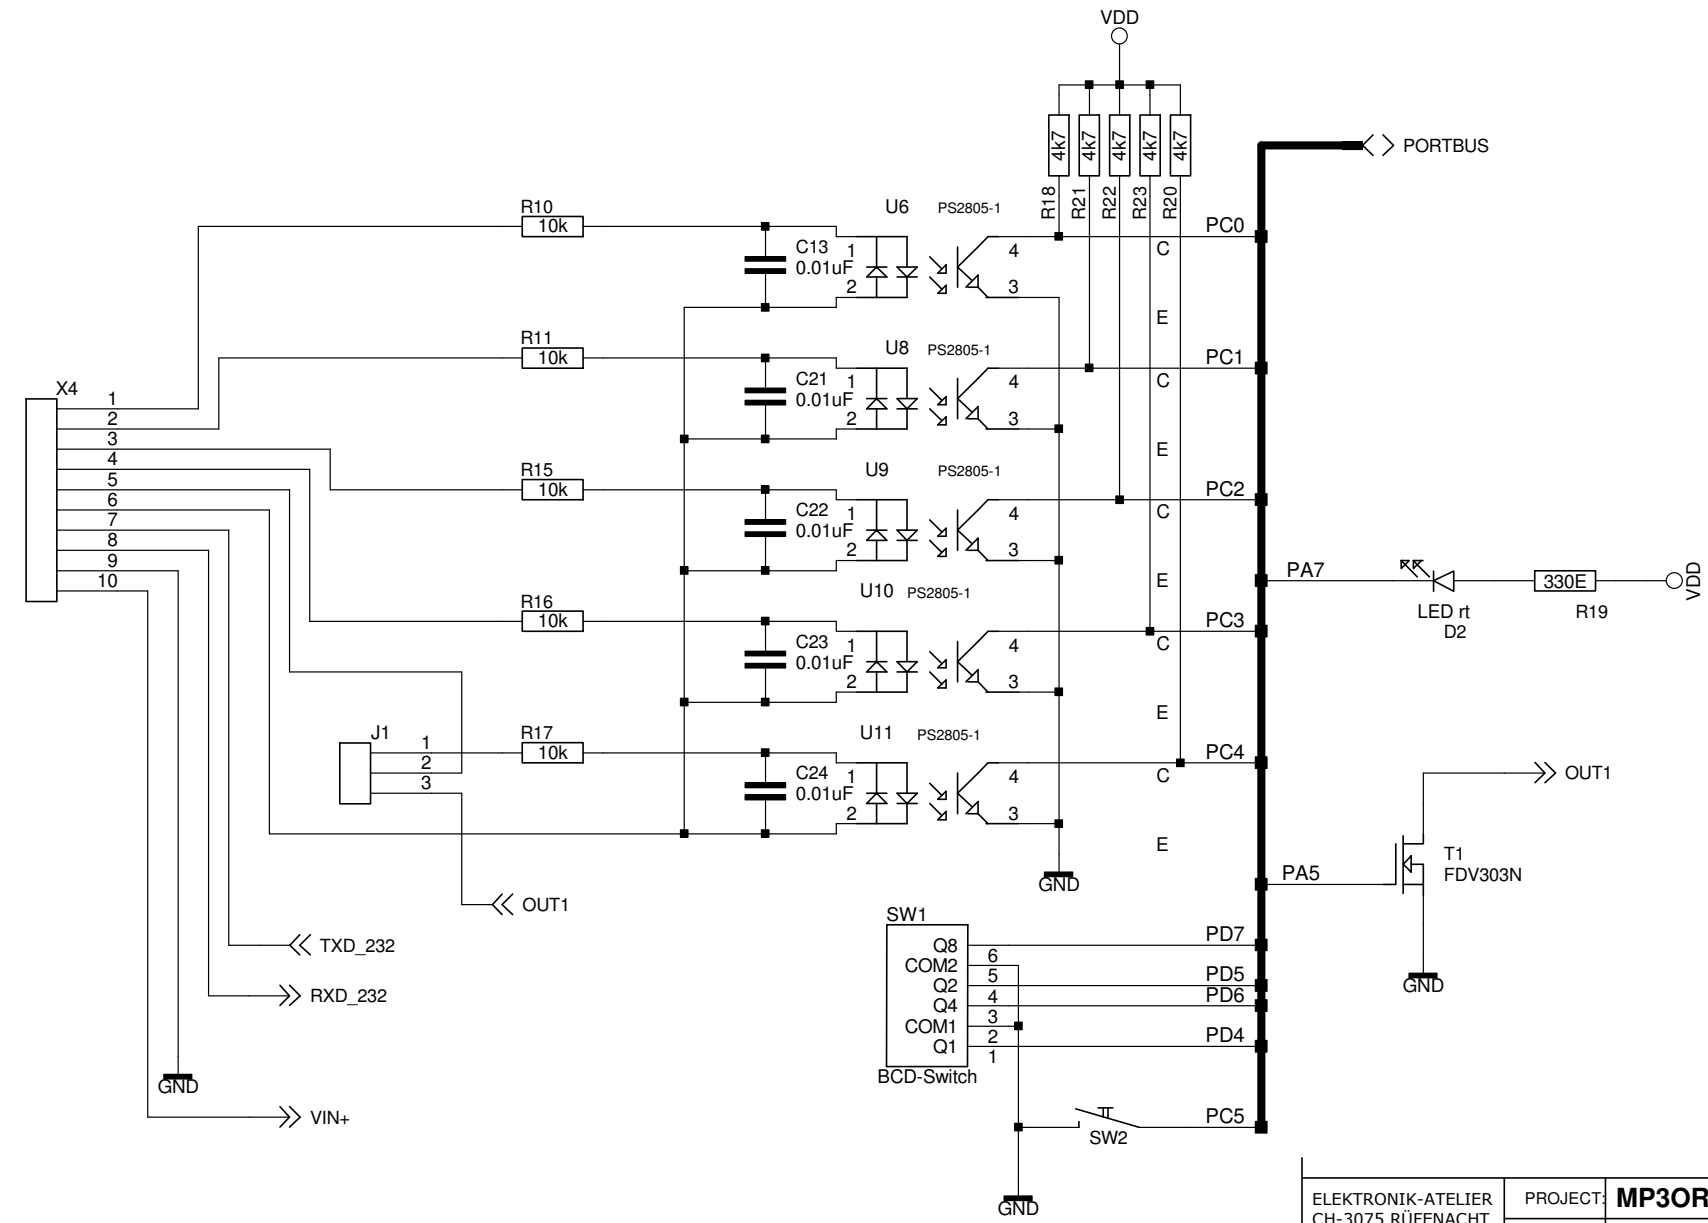 VDD
4k7
4k7
4k7
4k7
4k7
PORTBUS
R18
R21
R22
R23
R20
R10
10k
U6
PS2805-1
PC0
C13
0.01uF
1
2
4
3
C
E
R11
10k
U8
PS2805-1
PC1
C21
0.01uF
1
2
4
3
C
E
X4
1
2
3
4
5
6
7
8
9
10
R15
10k
U9
PS2805-1
PC2
C22
0.01uF
1
2
4
3
C
E
PA7
LED rt
D2
330E
R19
VDD
R16
10k
U10
PS2805-1
PC3
C23
0.01uF
1
2
4
3
C
E
J1
1
2
3
R17
10k
U11
PS2805-1
PC4
C24
0.01uF
1
2
4
3
C
E
GND
OUT1
T1
FDV303N
PA5
GND
OUT1
TXD_232
RXD_232
GND
VIN+
SW1
Q8
COM2
Q2
Q4
COM1
Q1
6
5
4
3
2
1
BCD-Switch
PD7
PD5
PD6
PD4
PC5
SW2
GND
ELEKTRONIK-ATELIER
CH-3075 RÜFENACHT
PROJECT:
MP3OR